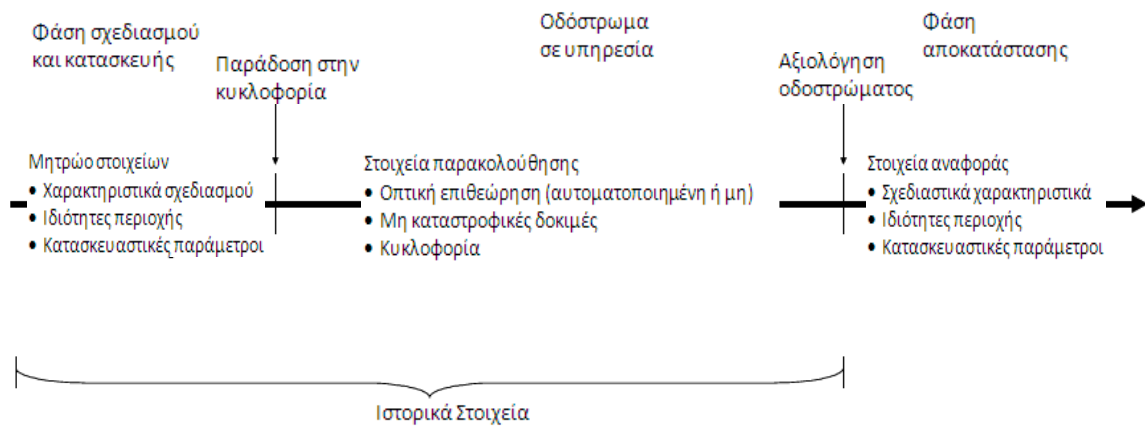 Φάση σχεδιασμού
και κατασκευής
Παράδοση στην
κυκλοφορία
Οδόστρωμα
σε υπηρεσία
Αξιολόγηση
οδοστρώματος
Φάση
αποκατάστασης
Μητρώο στοιχείων
• Χαρακτηριστικά σχεδιασμού
• Ιδιότητες περιοχής
• Κατασκευαστικές παράμετροι
Στοιχεία παρακολούθησης
• Οπτική επιθεώρηση (αυτοματοποιημένη ή μη)
• Μη καταστροφικές δοκιμές
• Κυκλοφορία
Στοιχεία αναφοράς
• Σχεδιαστικά χαρακτηριστικά
• Ιδιότητες περιοχής
• Κατασκευαστικές παράμετροι
Ιστορικά Στοιχεία